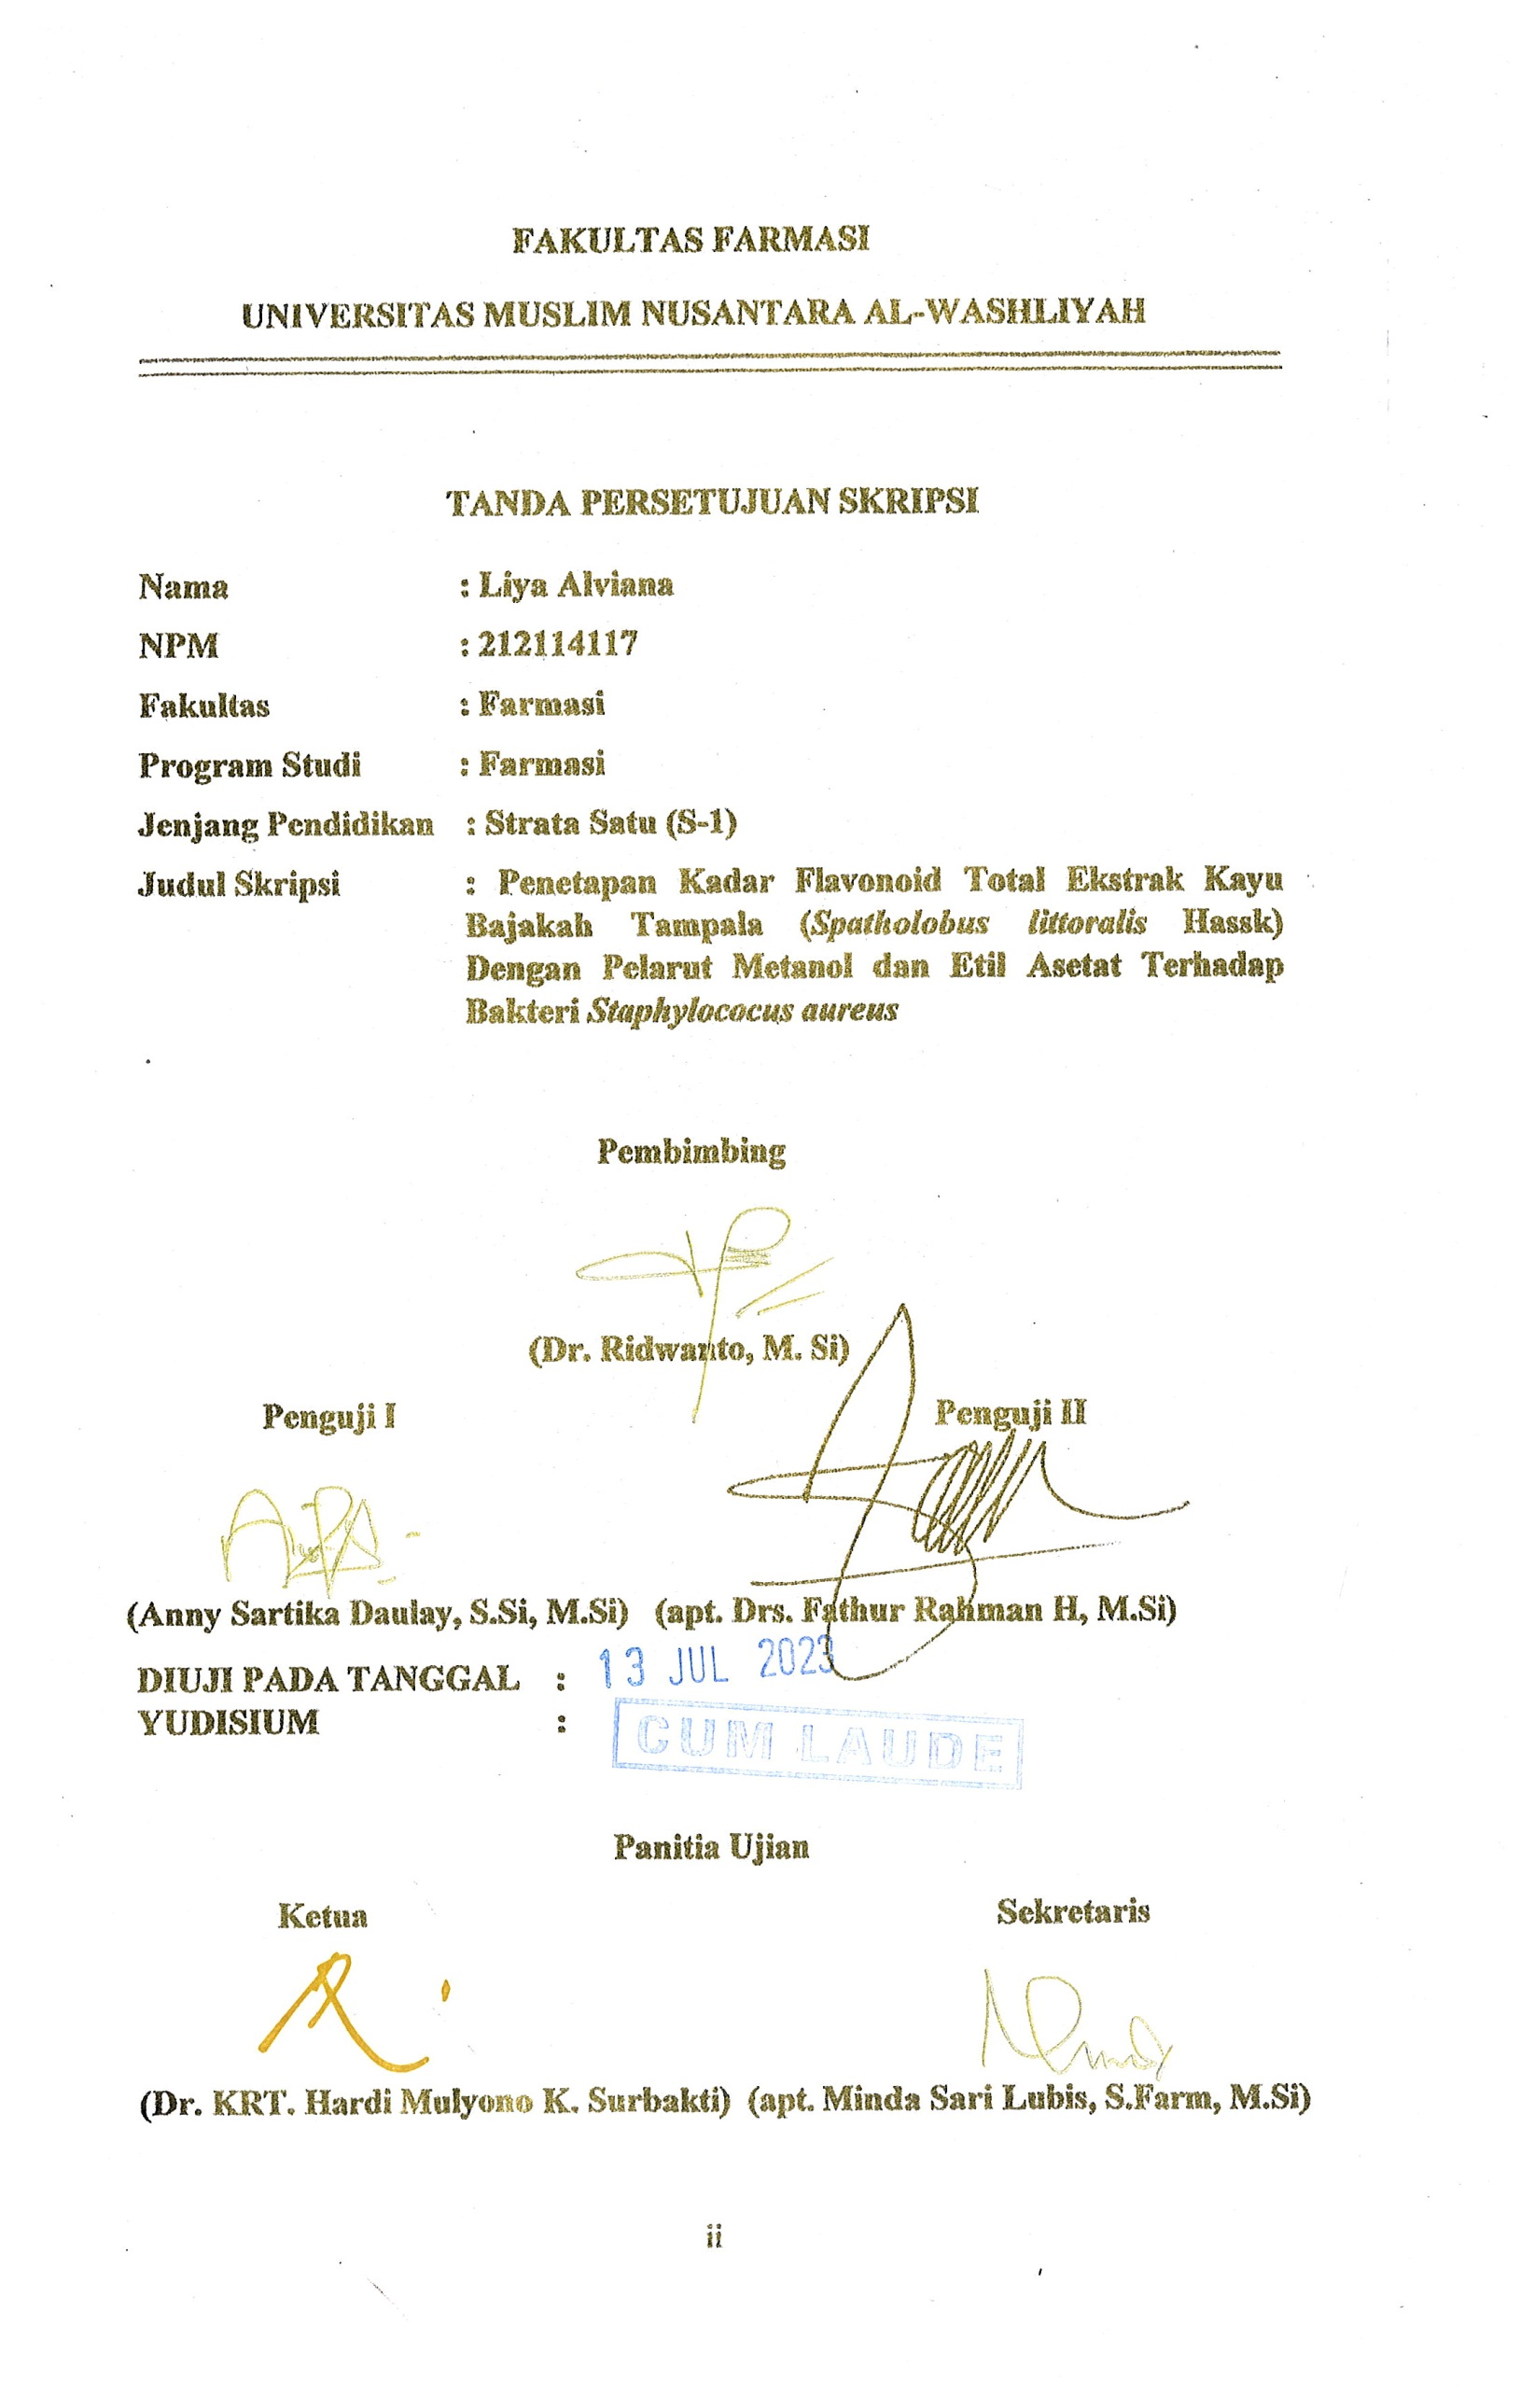 FAKULTAS FARMASI
UNIVERSITAS MUSLIM NUSANTARA AL-WASHLIYAH
TANDA PERSETUJUAN SKRIPSI
Nama : Liya Alviana
NPM : 212114117
Fakultas : Farmasi
Program Studi : Farmasi
Jenjang Pendidikan : Strata Satu (S-1)
Judul Skripsi : Penetapan Kadar Flavonoid Total Ekstrak Kayu
Bajakah Tampala (Spatholobus littoralis Hassk)
Dengan Pelarut Metanol dan Etil Asetat Terhadap
Bakteri Staphylococus aureus
Pembimbing
(Dr. Ridwanto, M. Si)
Penguji I Penguji II
(Anny Sartika Daulay, S.Si, M.Si) (apt. Drs. Fathur Rahman H, M.Si)
DIUJI PADA TANGGAL : 13 JUL 2023
YUDISIUM : CUM LAUDE
Panitia Ujian
Ketua Sekretaris
(Dr. KRT. Hardi Mulyono K. Surbakti) (apt. Minda Sari Lubis, S.Farm, M.Si)
ii